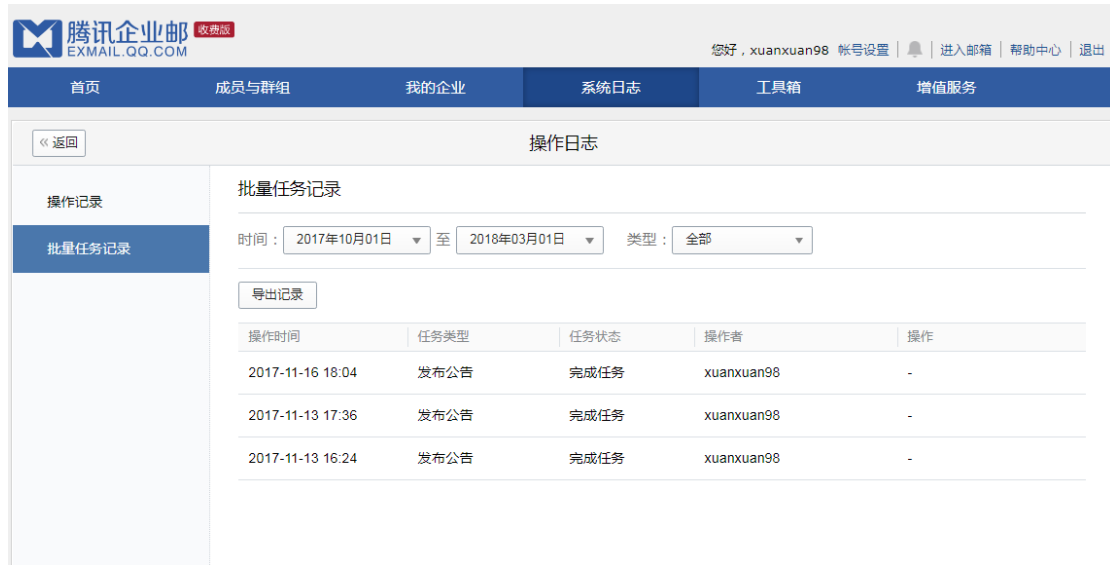 腾讯企业邮 收费版
EXMAIL.QQ.COM
您好，xuanxuan98 帐号设置 | | 进入邮箱 | 帮助中心 | 退出
首页 成员与群组 我的企业 系统日志 工具箱 增值服务
«返回 操作日志
操作记录
批量任务记录
批量任务记录
时间： 2017年10月01日 至 2018年03月01日 类型： 全部
导出记录
操作时间 任务类型 任务状态 操作者 操作
2017-11-16 18:04 发布公告 完成任务 xuanxuan98 -
2017-11-13 17:36 发布公告 完成任务 xuanxuan98 -
2017-11-13 16:24 发布公告 完成任务 xuanxuan98 -